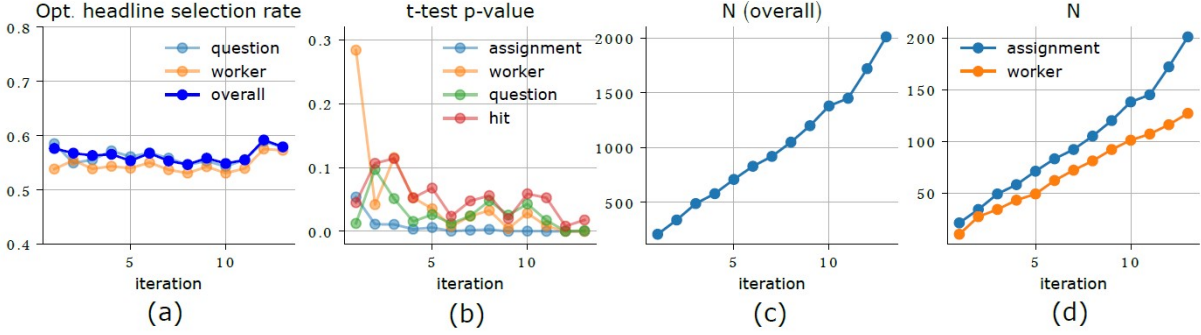 Opt. headline selection rate
0.8
0.7
0.6
0.5
0.4
question
worker
overall
5
10
iteration
(a)
t-test p-value
0.3
0.2
0.1
0.0
assignment
worker
question
hit
5
10
iteration
(b)
N (overall)
2000
1500
1000
500
5
10
iteration
(c)
N
200
150
100
50
assignment
worker
5
10
iteration
(d)